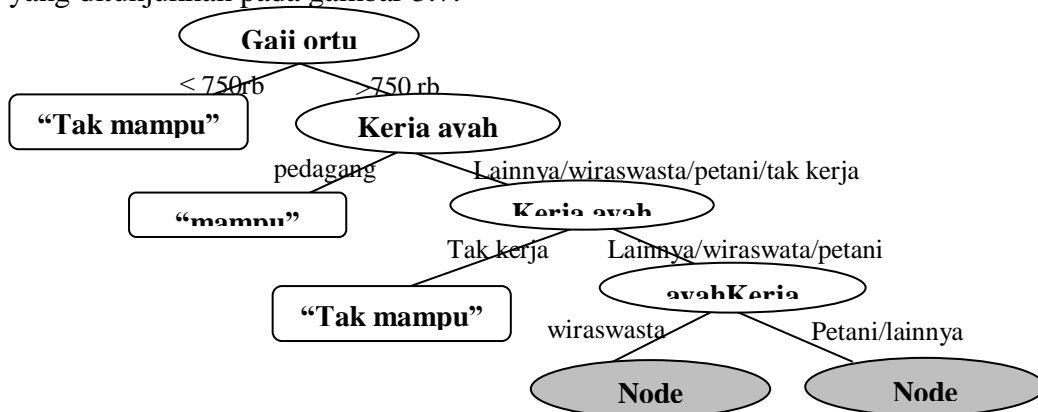 yang ditunjukkan pada gambar 3.7.
Gaji ortu
< 750rb
>750 rb
“Tak mampu”
Kerja ayah
pedagang
Lainnya/wiraswasta/petani/tak kerja
“mampu”
Kerja ayah
Tak kerja
Lainnya/wiraswata/petani
ayahKerja
“Tak mampu”
wiraswasta
Petani/lainnya
Node
Node